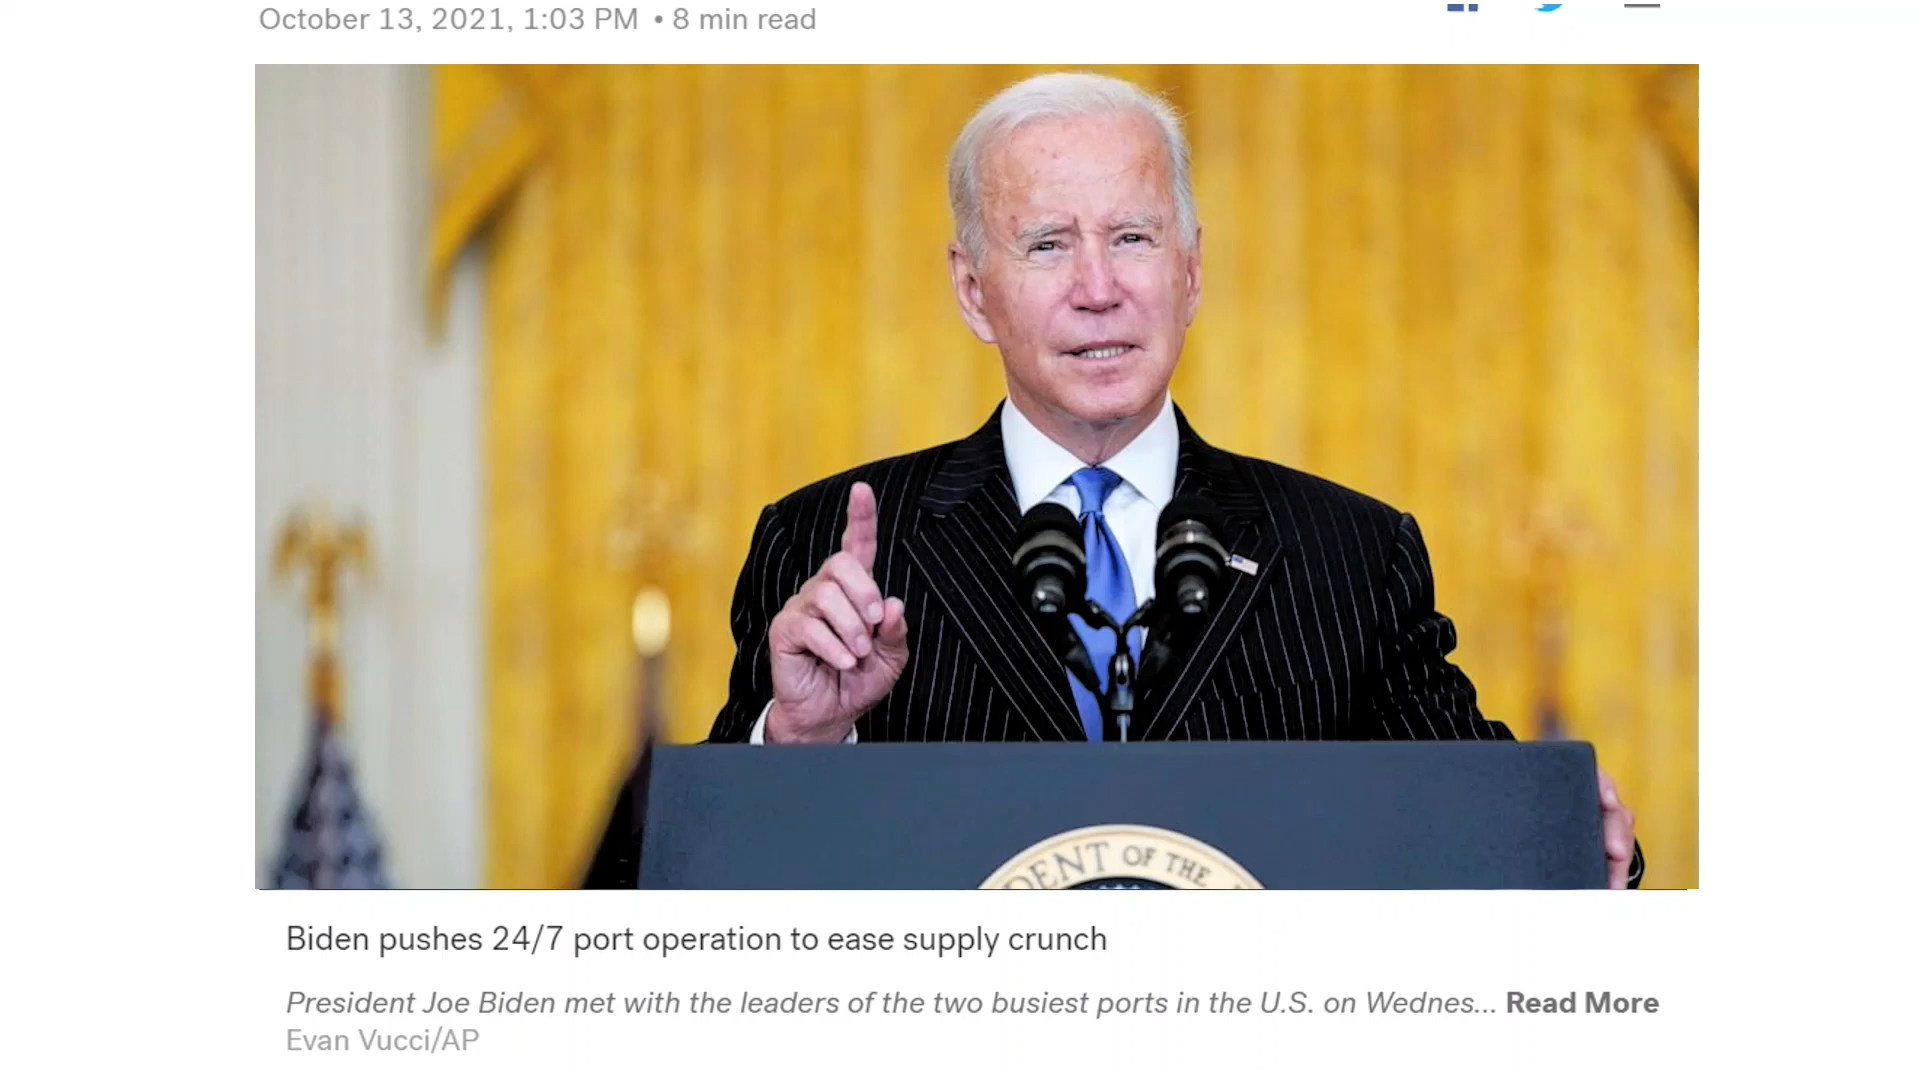 October 13, 2021, 1:03 PM • 8 min read
DENT OF THE
Biden pushes 24/7 port operation to ease supply crunch
President Joe Biden met with the leaders of the two busiest ports in the U.S. on Wednes... Read More
Evan Vucci/AP